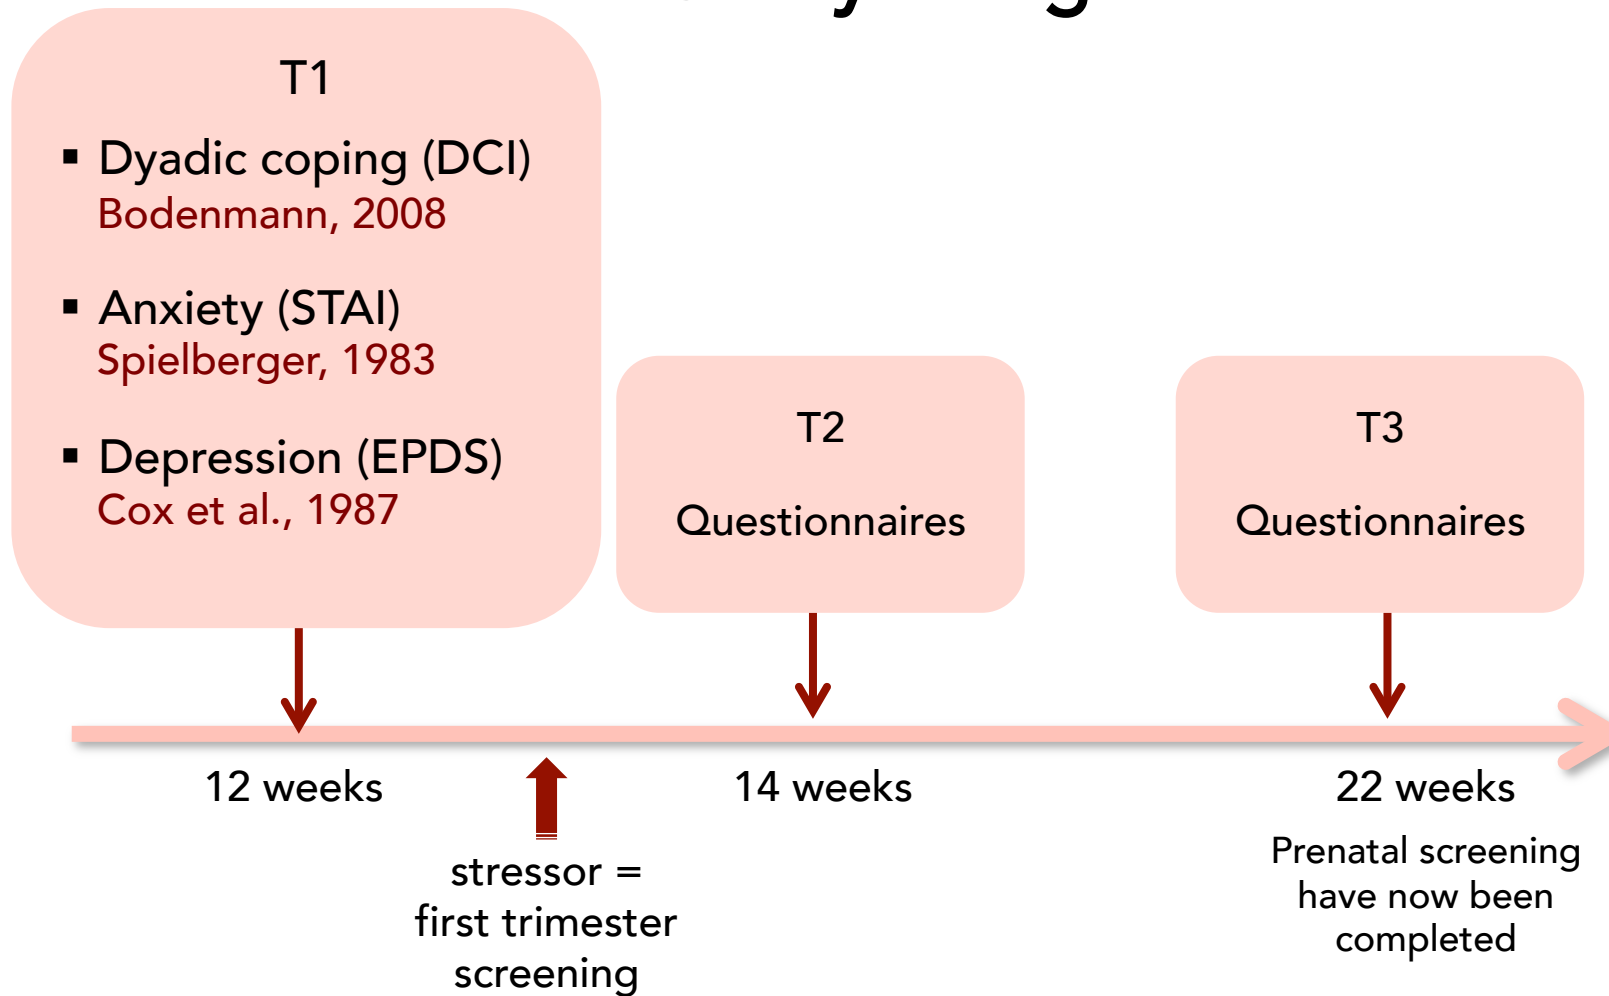 T1
▪ Dyadic coping (DCI)
Bodenmann, 2008
▪ Anxiety (STAI)
Spielberger, 1983
▪ Depression (EPDS)
Cox et al., 1987
T2
Questionnaires
T3
Questionnaires
12 weeks
14 weeks
22 weeks
stressor =
first trimester
screening
Prenatal screening
have now been
completed